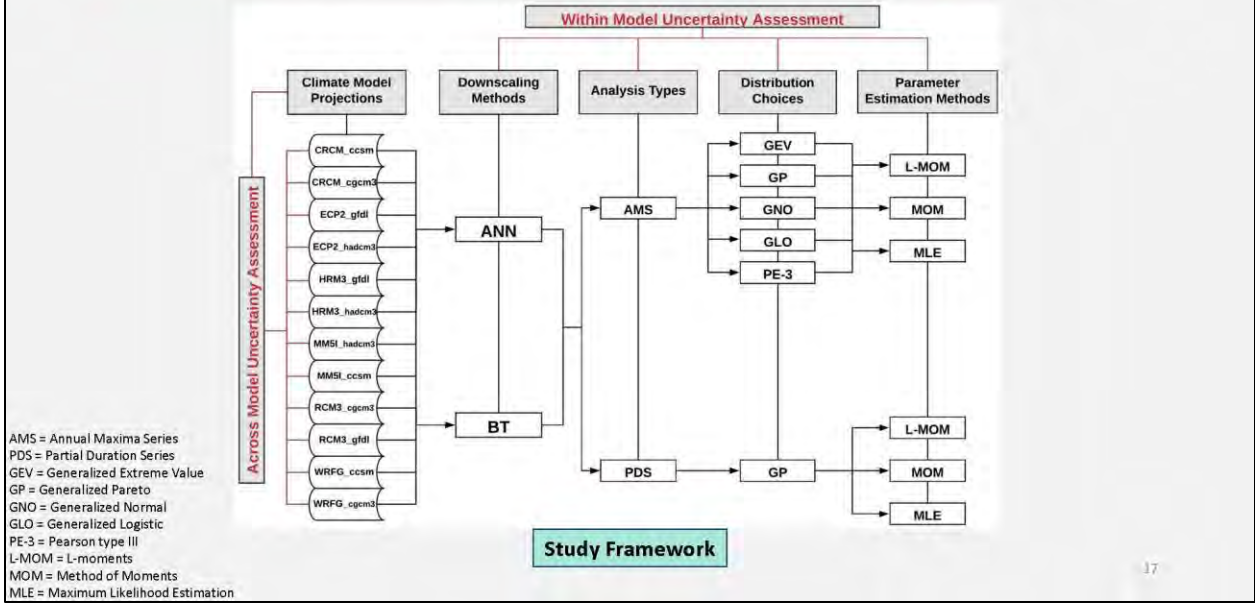 Within Model Uncertainty Assessment
Climate Model
Projections
Downscaling
Methods
Analysis Types
Distribution
Choices
Parameter
Estimation Methods
Across Model Uncertainty Assessment
CRCM_ccsm
CRCM_cgcm3
ECP2_gfdl
ECP2_hadcm3
HRM3_gfdl
HRM3_hadcm3
MM5I_hadcm3
MM5I_ccsm
RCM3_cgcm3
RCM3_gfdl
WRFG_ccsm
WRFG_cgcm3
ANN
BT
AMS
PDS
GEV
GP
GNO
GLO
PE-3
GP
L-MOM
MOM
MLE
L-MOM
MOM
MLE
AMS = Annual Maxima Series
PDS = Partial Duration Series
GEV = Generalized Extreme Value
GP = Generalized Pareto
GNO = Generalized Normal
GLO = Generalized Logistic
PE-3 = Pearson type III
L-MOM = L-moments
MOM = Method of Moments
MLE = Maximum Likelihood Estimation
Study Framework
17